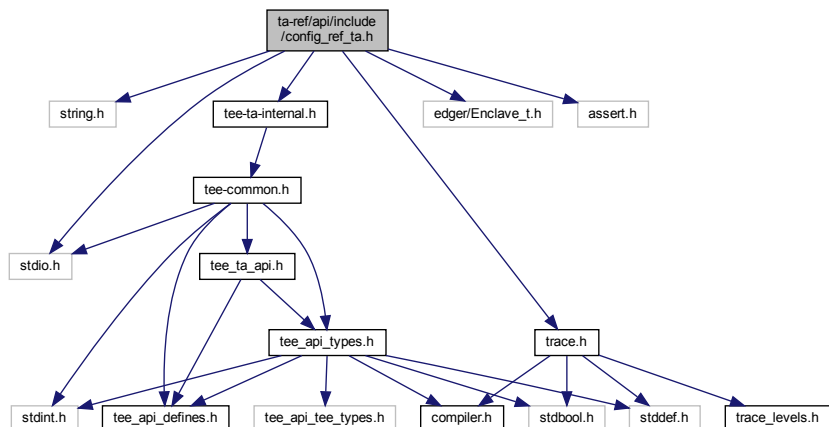 ta-ref/api/include
/config_ref_ta.h
string.h
tee-ta-internal.h
edger/Enclave_t.h
assert.h
tee-common.h
stdio.h
tee_ta_api.h
tee_api_types.h
trace.h
stdint.h
tee_api_defines.h
tee_api_tee_types.h
compiler.h
stdbool.h
stddef.h
trace_levels.h